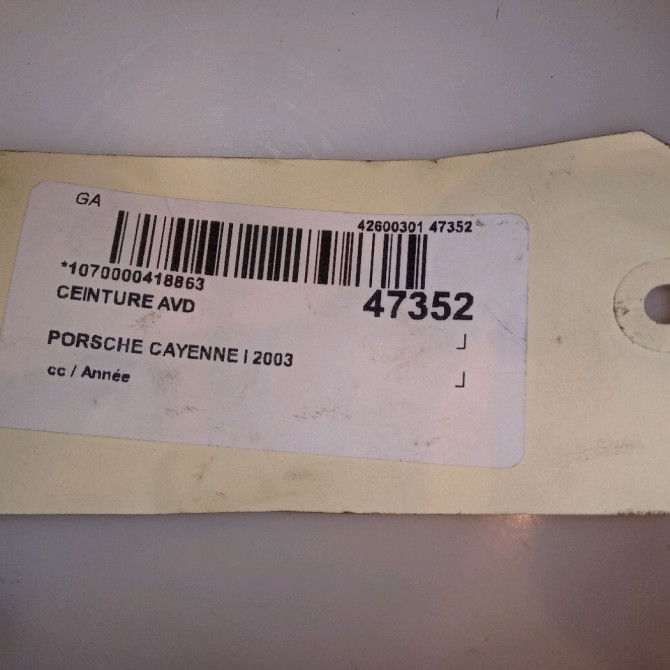 GA
42600301 47352
*1070000418863
CEINTURE AVD 47352
PORSCHE CAYENNE I 2003
cc / Année